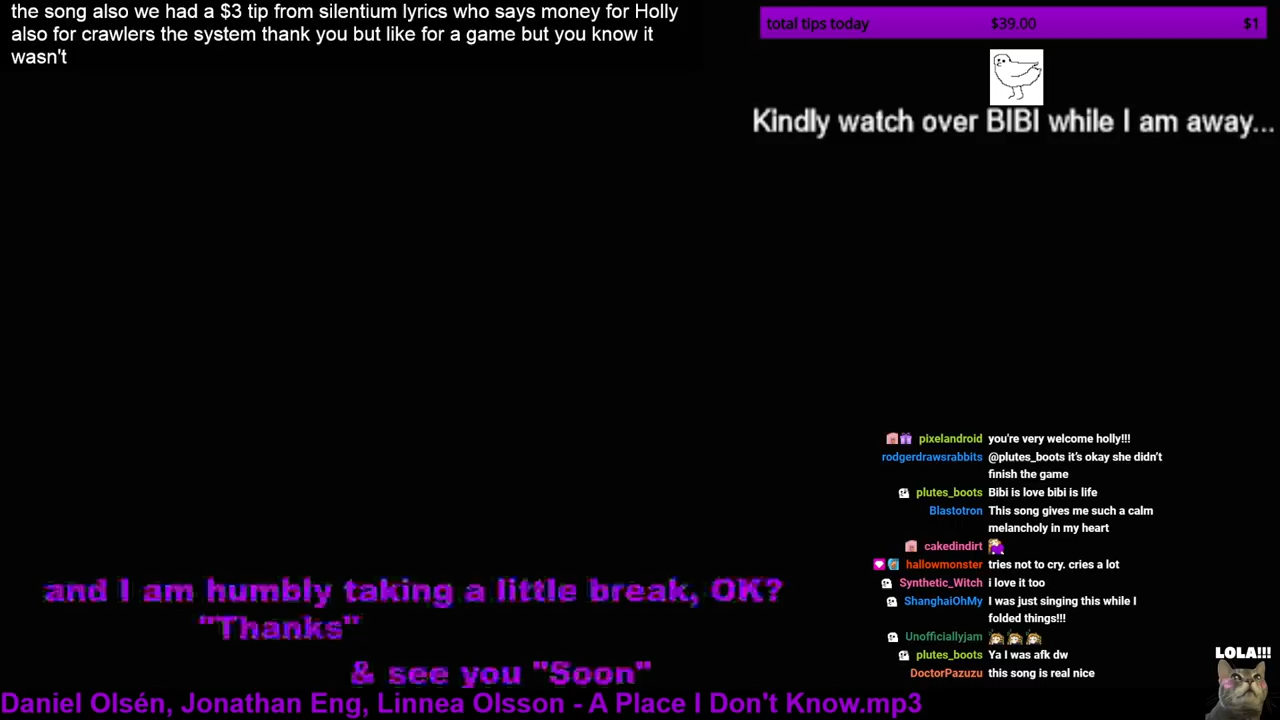 the song also we had a $3 tip from silentium lyrics who says money for Holly
also for crawlers the system thank you but like for a game but you know it
wasn't
total tips today $39.00 $1
Kindly watch over BIBI while I am away...
pixelandroid you're very welcome holly!!!
rodgerdrawsrabbits @plutes_boots it's okay she didn't
finish the game
plutes_boots Bibi is love bibi is life
Blastotron This song gives me such a calm
melancholy in my heart
cakedindirt
hallowmonster tries not to cry. cries a lot
Synthetic_Witch i love it too
ShanghaiOhMy I was just singing this while I
folded things!!!
Unofficiallyjam
plutes_boots Ya I was afk dw
DoctorPazuzu this song is real nice
and I am humbly taking a little break, OK?
"Thanks"
& see you "Soon"
LOLA!!!
Daniel Olsén, Jonathan Eng, Linnea Olsson - A Place I Don't Know.mp3